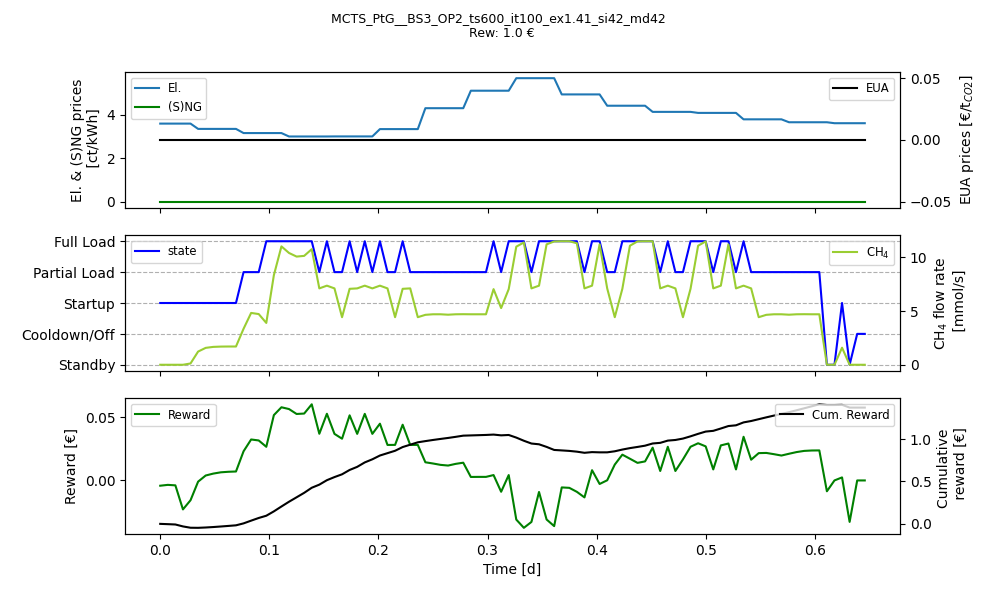 MCTS_PtG__BS3_OP2_ts600_it100_ex1.41_si42_md42
Rew: 1.0 €
El. & (S)NG prices
[ct/kWh]
4
2
0
El.
(S)NG
EUA
0.05
0.00
−0.05
EUA prices [€/t_CO2]
Full Load
Partial Load
Startup
Cooldown/Off
Standby
state
CH₄
10
5
0
CH₄ flow rate
[mmol/s]
Reward [€]
0.05
0.00
Reward
Cum. Reward
1.0
0.5
0.0
Cumulative
reward [€]
0.0
0.1
0.2
0.3
0.4
0.5
0.6
Time [d]